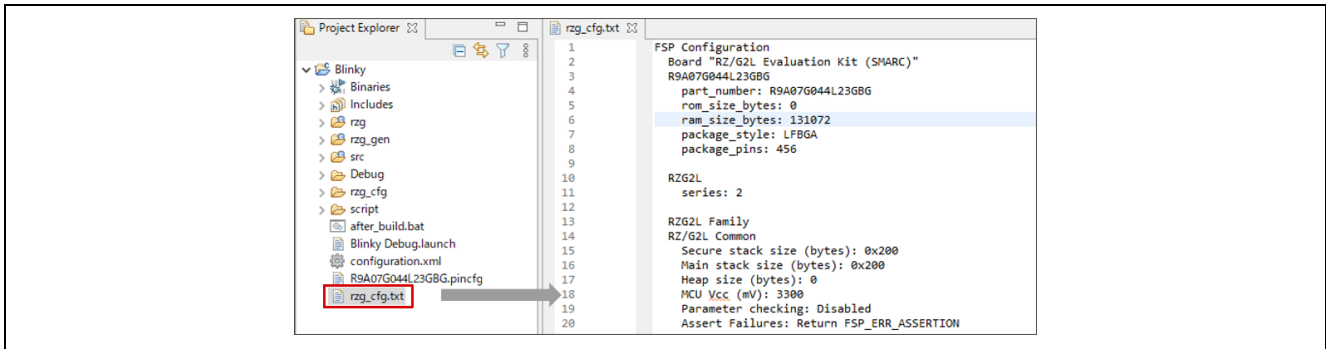 Project Explorer
Blinky
Binaries
Includes
rzg
rzg_gen
src
Debug
rzg_cfg
script
after_build.bat
Blinky Debug.launch
configuration.xml
R9A07G044L23GBG.pincfg
rzg_cfg.txt
rzg_cfg.txt
1 FSP Configuration
2 Board "RZ/G2L Evaluation Kit (SMARC)"
3 R9A07G044L23GBG
4 part_number: R9A07G044L23GBG
5 rom_size_bytes: 0
6 ram_size_bytes: 131072
7 package_style: LFBGA
8 package_pins: 456
9
10 RZG2L
11 series: 2
12
13 RZG2L Family
14 RZ/G2L Common
15 Secure stack size (bytes): 0x200
16 Main stack size (bytes): 0x200
17 Heap size (bytes): 0
18 MCU Vcc (mV): 3300
19 Parameter checking: Disabled
20 Assert Failures: Return FSP_ERR_ASSERTION